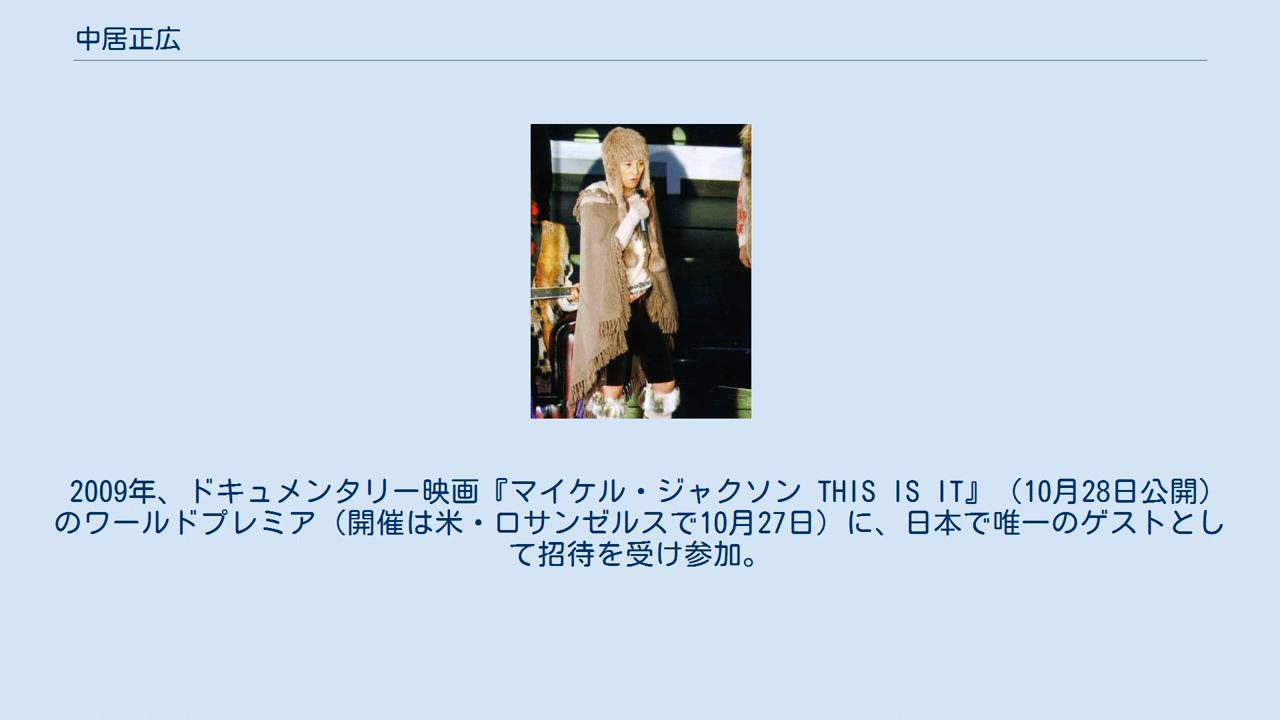 中居正広
2009年、ドキュメンタリー映画『マイケル・ジャクソン THIS IS IT』（10月28日公開）
のワールドプレミア（開催は米・ロサンゼルスで10月27日）に、日本で唯一のゲストとし
て招待を受け参加。